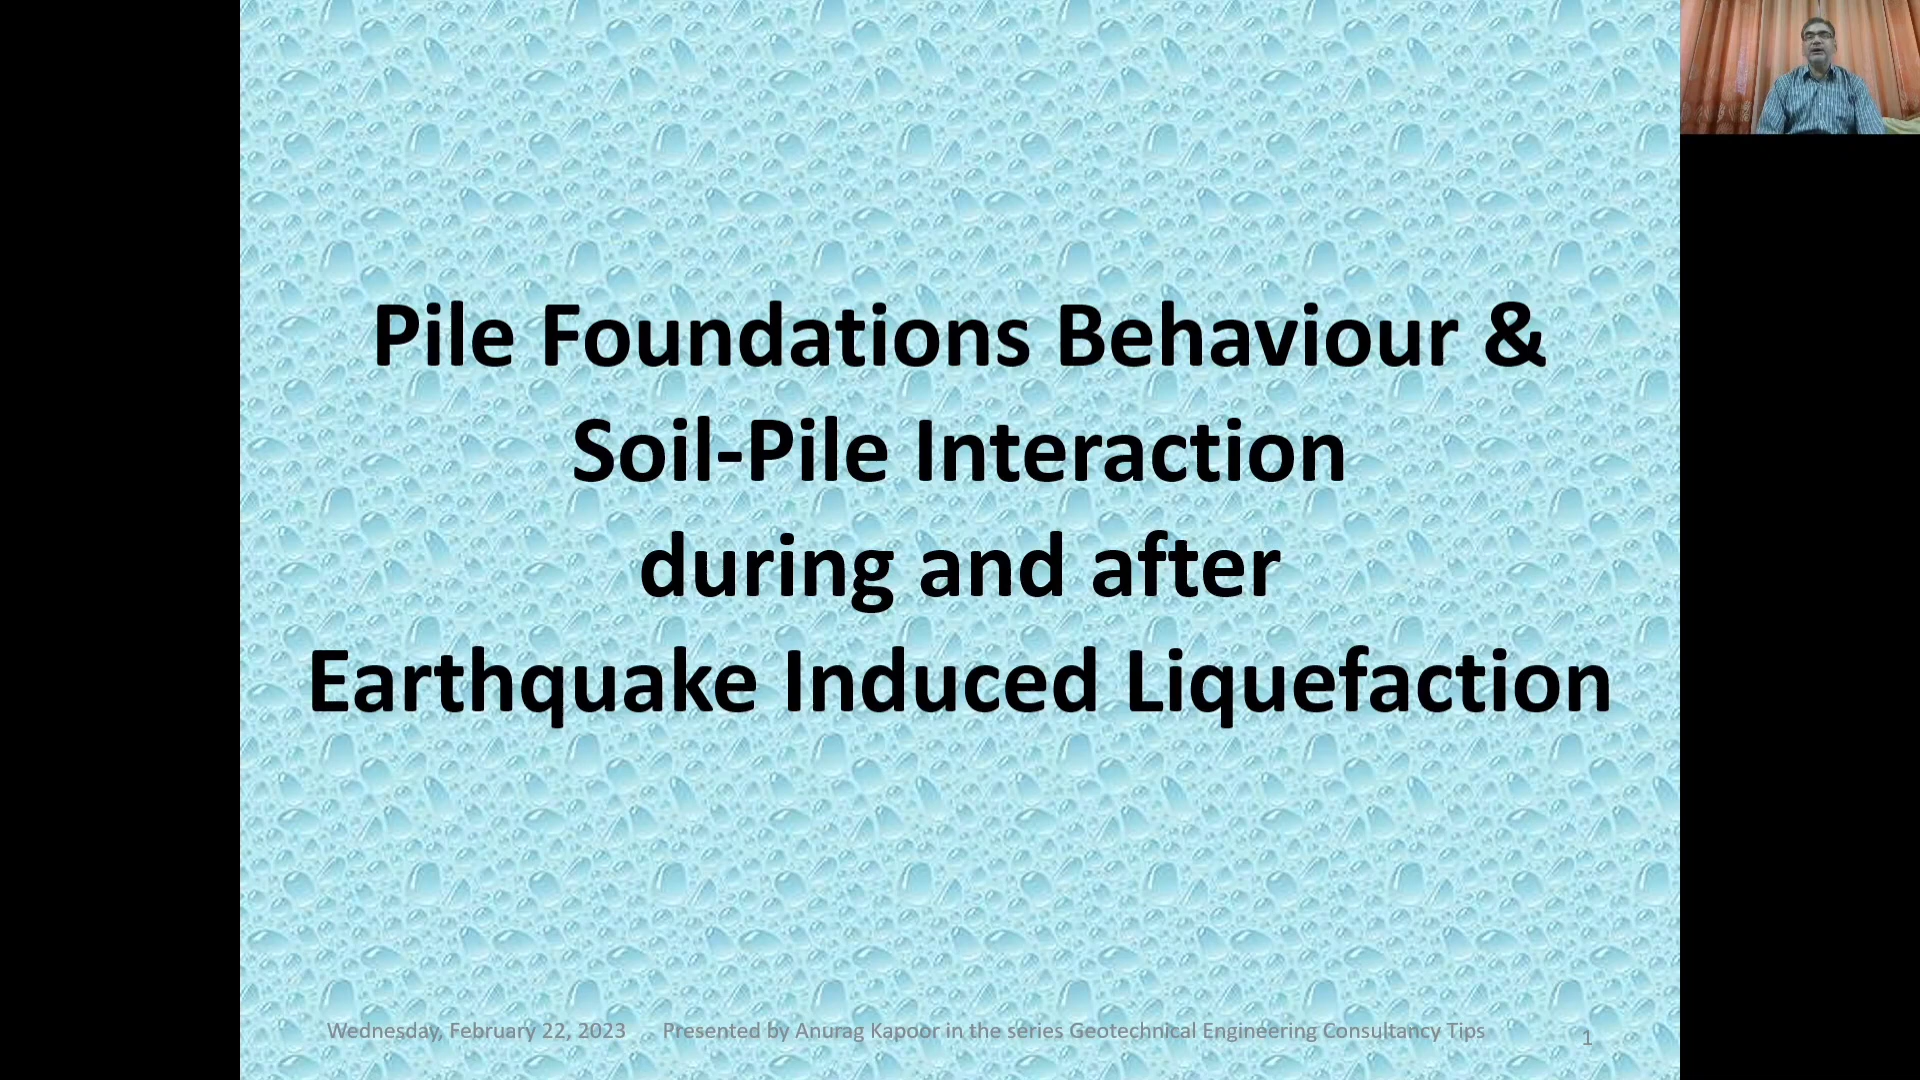 Pile Foundations Behaviour &
Soil-Pile Interaction
during and after
Earthquake Induced Liquefaction
Wednesday, February 22, 2023 Presented by Anurag Kapoor in the series Geotechnical Engineering Consultancy Tips 1